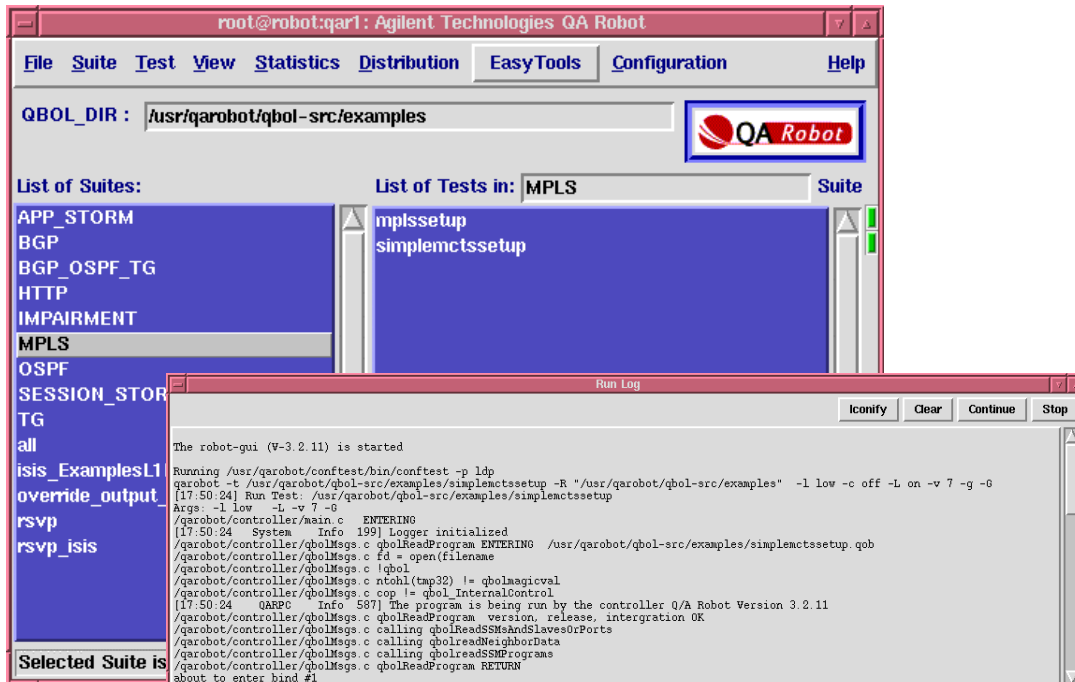 root@robot:qar1: Agilent Technologies QA Robot
File Suite Test View Statistics Distribution EasyTools Configuration Help
QBOL_DIR : /usr/qarobot/qbol-src/examples
QA Robot
List of Suites:
List of Tests in: MPLS Suite
APP_STORM
BGP
BGP_OSPF_TG
HTTP
IMPAIRMENT
MPLS
OSPF
SESSION_STOR
TG
all
isis_ExamplesL1
override_output_
rsvp
rsvp_isis
mplssetup
simplemctssetup
Selected Suite is
Run Log
Iconify Clear Continue Stop
The robot-gui (V-3.2.11) is started
Running /usr/qarobot/conftest/bin/conftest -p ldp
qarobot -t /usr/qarobot/qbol-src/examples/simplemctssetup -R "/usr/qarobot/qbol-src/examples" -l low -c off -L on -v 7 -g -G
[17:50:24] Run Test: /usr/qarobot/qbol-src/examples/simplemctssetup
Args: -l low -L -v 7 -G
/qarobot/controller/main.c ENTERING
[17:50:24 System Info 199] Logger initialized
/qarobot/controller/qbolMsgs.c qbolReadProgram ENTERING /usr/qarobot/qbol-src/examples/simplemctssetup.qob
/qarobot/controller/qbolMsgs.c fd = open(filename
/qarobot/controller/qbolMsgs.c !qbol
/qarobot/controller/qbolMsgs.c ntohl(tmp32) != qbolmagicval
/qarobot/controller/qbolMsgs.c cop != qbol_InternalControl
[17:50:24 QARPC Info 587] The program is being run by the controller Q/A Robot Version 3.2.11
/qarobot/controller/qbolMsgs.c qbolReadProgram version, release, intergration OK
/qarobot/controller/qbolMsgs.c calling qbolReadSSMsAndSlavesOrPorts
/qarobot/controller/qbolMsgs.c calling qbolreadNeighborData
/qarobot/controller/qbolMsgs.c calling qbolreadSSMPrograms
/qarobot/controller/qbolMsgs.c qbolReadProgram RETURN
about to enter bind #1